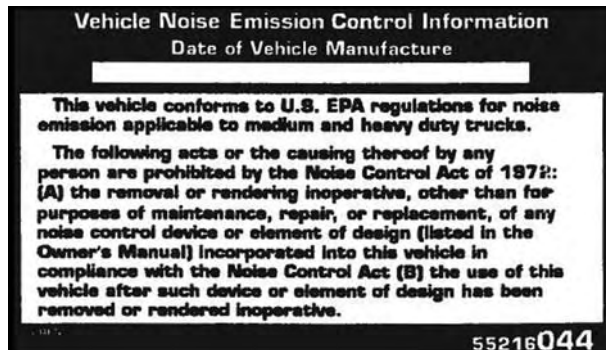 Vehicle Noise Emission Control Information
Date of Vehicle Manufacture
This vehicle conforms to U.S. EPA regulations for noise
emission applicable to medium and heavy duty trucks.
The following acts or the causing thereof by any
person are prohibited by the Noise Control Act of 1972:
(A) the removal or rendering inoperative, other than for
purposes of maintenance, repair, or replacement, of any
noise control device or element of design (listed in the
Owner's Manual) incorporated into this vehicle in
compliance with the Noise Control Act (B) the use of this
vehicle after such device or element of design has been
removed or rendered inoperative.
55216044